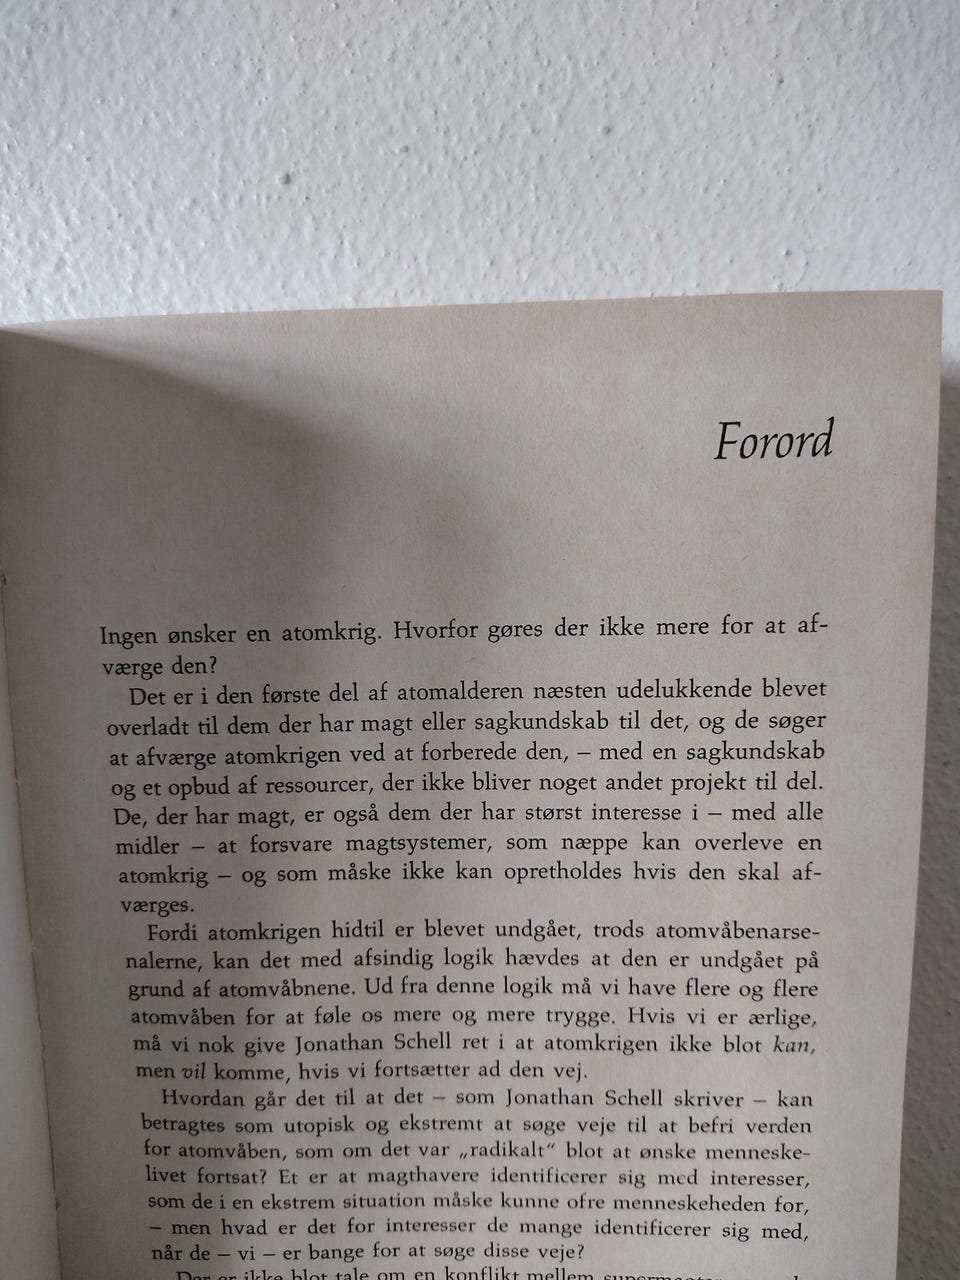 Forord
Ingen ønsker en atomkrig. Hvorfor gøres der ikke mere for at af-
værge den?
Det er i den første del af atomalderen næsten udelukkende blevet
overladt til dem der har magt eller sagkundskab til det, og de søger
at afværge atomkrigen ved at forberede den, – med en sagkundskab
og et opbud af ressourcer, der ikke bliver noget andet projekt til del.
De, der har magt, er også dem der har størst interesse i – med alle
midler – at forsvare magtsystemer, som næppe kan overleve en
atomkrig – og som måske ikke kan opretholdes hvis den skal af-
værges.
Fordi atomkrigen hidtil er blevet undgået, trods atomvåbenarse-
nalerne, kan det med afsindig logik hævdes at den er undgået på
grund af atomvåbnene. Ud fra denne logik må vi have flere og flere
atomvåben for at føle os mere og mere trygge. Hvis vi er ærlige,
må vi nok give Jonathan Schell ret i at atomkrigen ikke blot kan,
men vil komme, hvis vi fortsætter ad den vej.
Hvordan går det til at det – som Jonathan Schell skriver – kan
betragtes som utopisk og ekstremt at søge veje til at befri verden
for atomvåben, som om det var „radikalt“ blot at ønske menneske-
livet fortsat? Et er at magthavere identificerer sig med interesser,
som de i en ekstrem situation måske kunne ofre menneskeheden for,
– men hvad er det for interesser de mange identificerer sig med,
når de – vi – er bange for at søge disse veje?
Der er ikke blot tale om en konflikt mellem